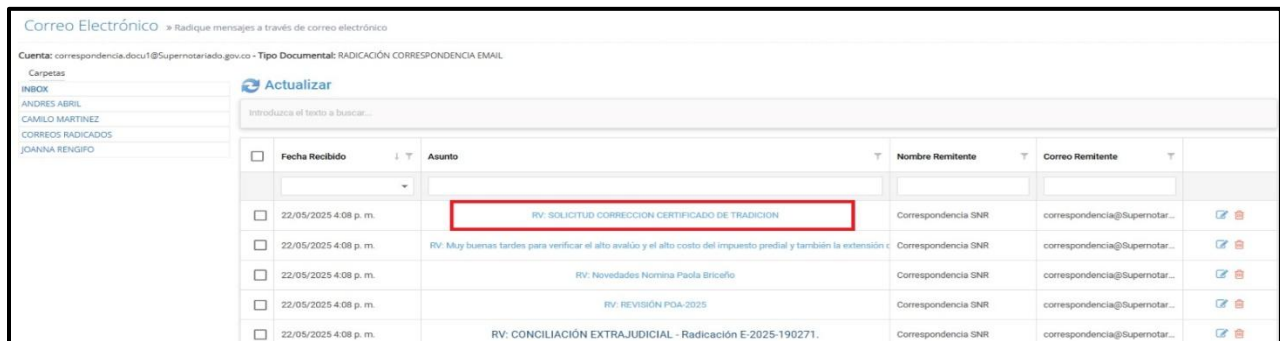 Correo Electrónico » Radique mensajes a través de correo electrónico
Cuenta: correspondencia.docu1@Supernotariado.gov.co - Tipo Documental: RADICACIÓN CORRESPONDENCIA EMAIL
Carpetas
INBOX
ANDRES ABRIL
CAMILO MARTINEZ
CORREOS RADICADOS
JOANNA RENGIFO
Actualizar
Introduzca el texto a buscar...
Fecha Recibido Asunto Nombre Remitente Correo Remitente
22/05/2025 4:08 p. m. RV: SOLICITUD CORRECCION CERTIFICADO DE TRADICION Correspondencia SNR correspondencia@Supernotar...
22/05/2025 4:08 p. m. RV: Muy buenas tardes para verificar el alto avalúo y el alto costo del impuesto predial y también la extensión Correspondencia SNR correspondencia@Supernotar...
22/05/2025 4:08 p. m. RV: Novedades Nomina Paola Briceño Correspondencia SNR correspondencia@Supernotar...
22/05/2025 4:08 p. m. RV: REVISIÓN POA-2025 Correspondencia SNR correspondencia@Supernotar...
22/05/2025 4:08 p. m. RV: CONCILIACIÓN EXTRAJUDICIAL - Radicación E-2025-190271. Correspondencia SNR correspondencia@Supernotar...